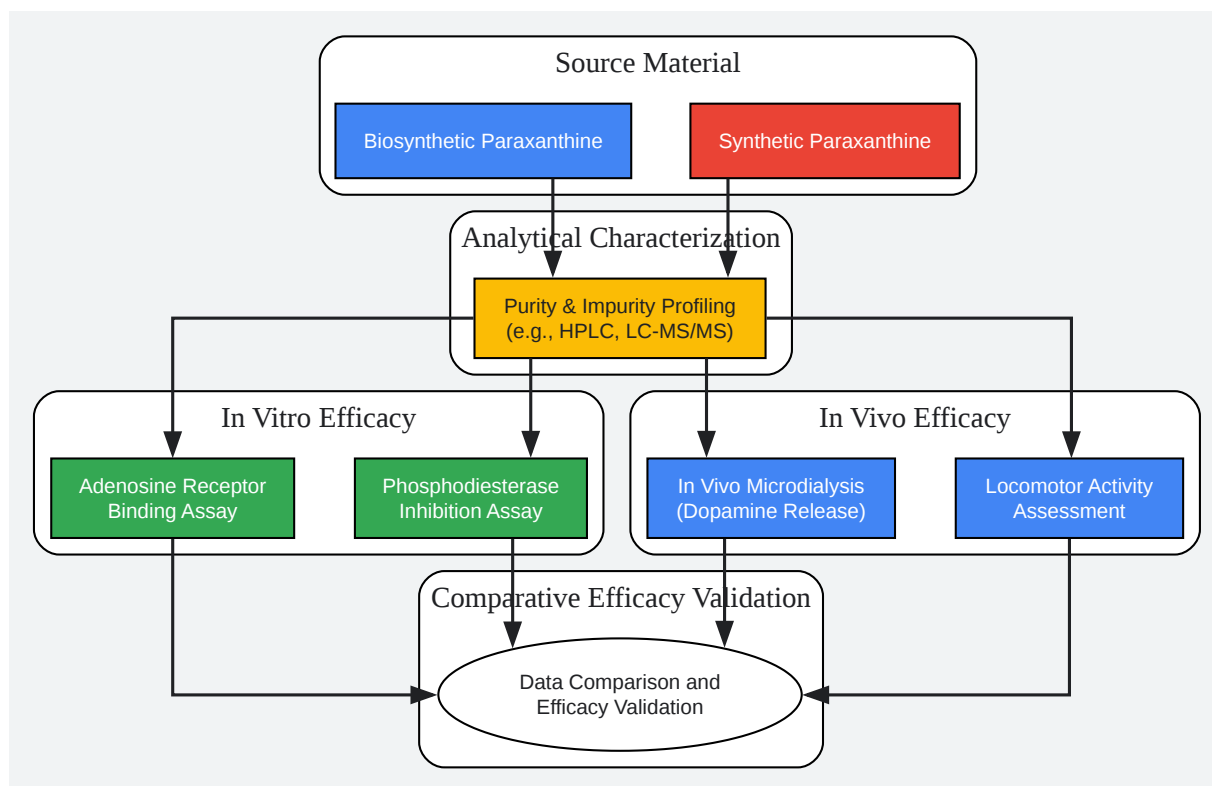 Source Material
Biosynthetic Paraxanthine
Synthetic Paraxanthine
Analytical Characterization
Purity & Impurity Profiling
(e.g., HPLC, LC-MS/MS)
In Vitro Efficacy
Adenosine Receptor
Binding Assay
Phosphodiesterase
Inhibition Assay
In Vivo Efficacy
In Vivo Microdialysis
(Dopamine Release)
Locomotor Activity
Assessment
Comparative Efficacy Validation
Data Comparison and
Efficacy Validation